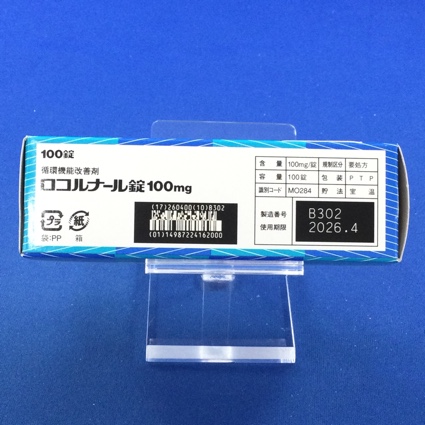 100錠
循環機能改善剤
ロコルナール錠100mg
プラ
紙
袋:PP
箱
(17)260400(10)B302
(01)14987224162000
含量 100mg/錠 規制区分 要処方
容量 100錠 包装 PTP
識別コード MO284 貯法 室温
製造番号 B302
使用期限 2026.4